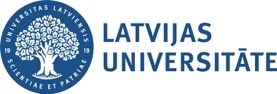 UNIVERSITAS LATVIENSIS
19 19
SCIENTIAE ET PATRIAE
LATVIJAS
UNIVERSITĀTE